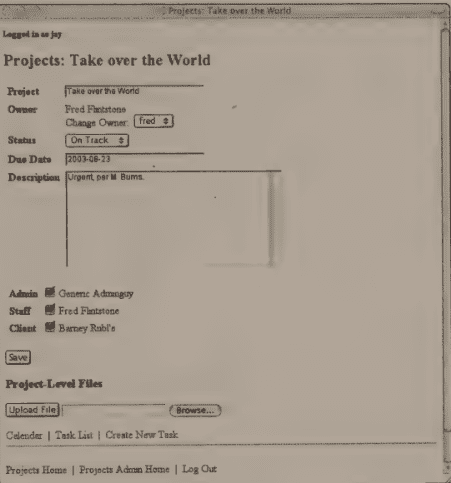 Projects: Take over the World
Logged in as jay
Projects: Take over the World
Project Take over the World
Owner Fred Flintstone
Change Owner: fred
Status On Track
Due Date 2003-08-23
Description Urgent, per M. Burns.
Admin Generic Adminguy
Staff Fred Flintstone
Client Barney Rubl'e
Save
Project-Level Files
Upload File Browse...
Calender | Task List | Create New Task
Projects Home | Projects Admin Home | Log Out